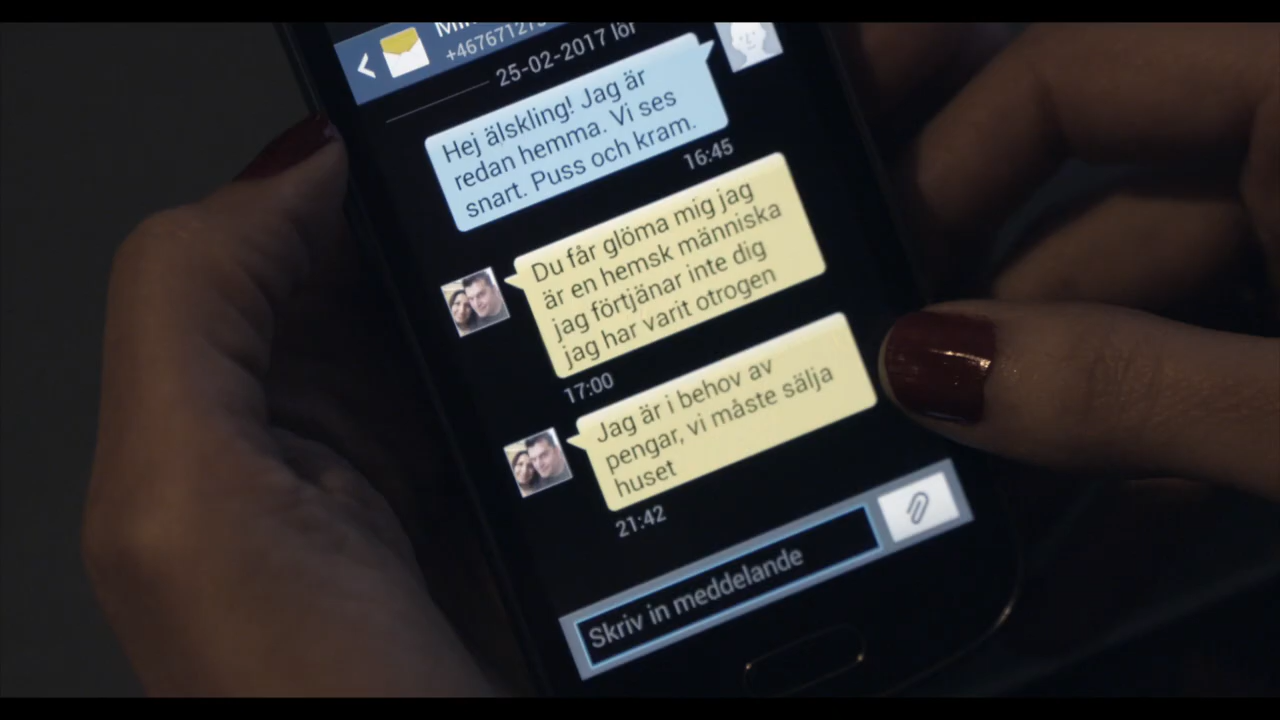 +46767127
25-02-2017 lör
Hej älskling! Jag är
redan hemma. Vi ses
snart. Puss och kram.
16:45
Du får glöma mig jag
är en hemsk människa
jag förtjänar inte dig
jag har varit otrogen
17:00
Jag är i behov av
pengar, vi måste sälja
huset
21:42
Skriv in meddelande